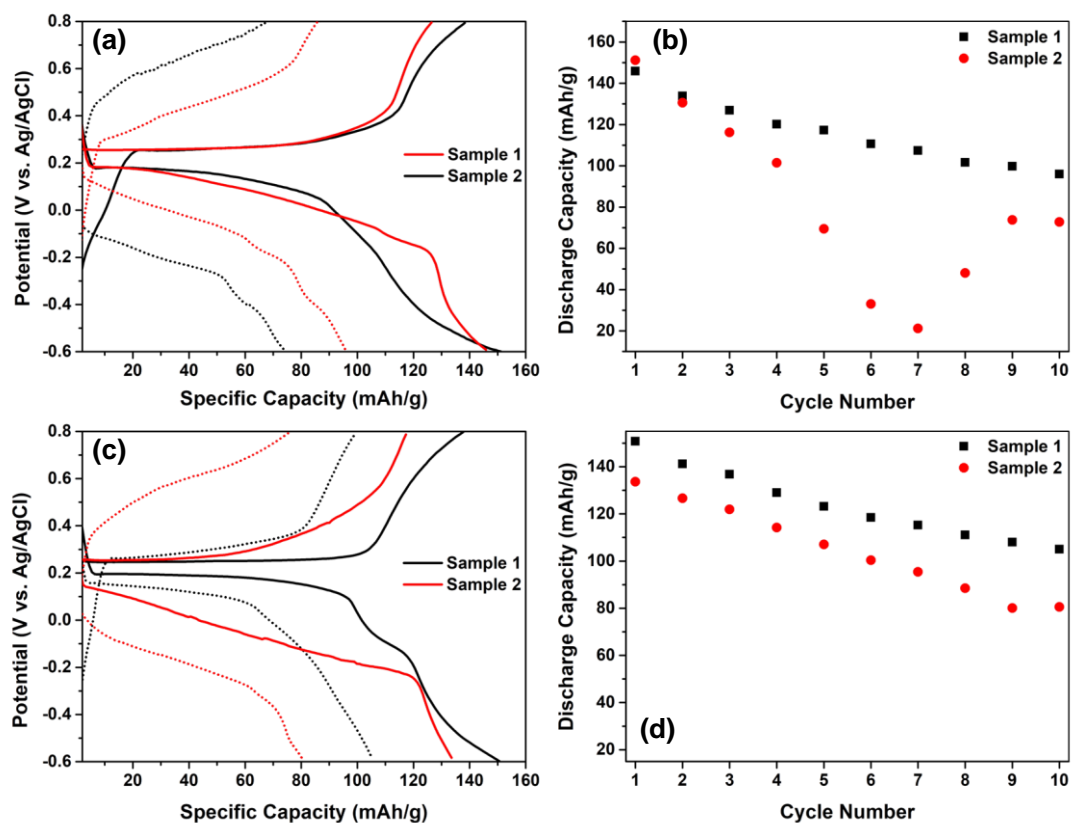 (a)
0.8
0.6
0.4
0.2
0.0
-0.2
-0.4
-0.6
Potential (V vs. Ag/AgCl)
Sample 1
Sample 2
20 40 60 80 100 120 140 160
Specific Capacity (mAh/g)
(b)
160
140
120
100
80
60
40
20
Discharge Capacity (mAh/g)
Sample 1
Sample 2
1 2 3 4 5 6 7 8 9 10
Cycle Number
(c)
0.8
0.6
0.4
0.2
0.0
-0.2
-0.4
-0.6
Potential (V vs. Ag/AgCl)
Sample 1
Sample 2
20 40 60 80 100 120 140 160
Specific Capacity (mAh/g)
(d)
140
120
100
80
60
40
20
Discharge Capacity (mAh/g)
Sample 1
Sample 2
1 2 3 4 5 6 7 8 9 10
Cycle Number